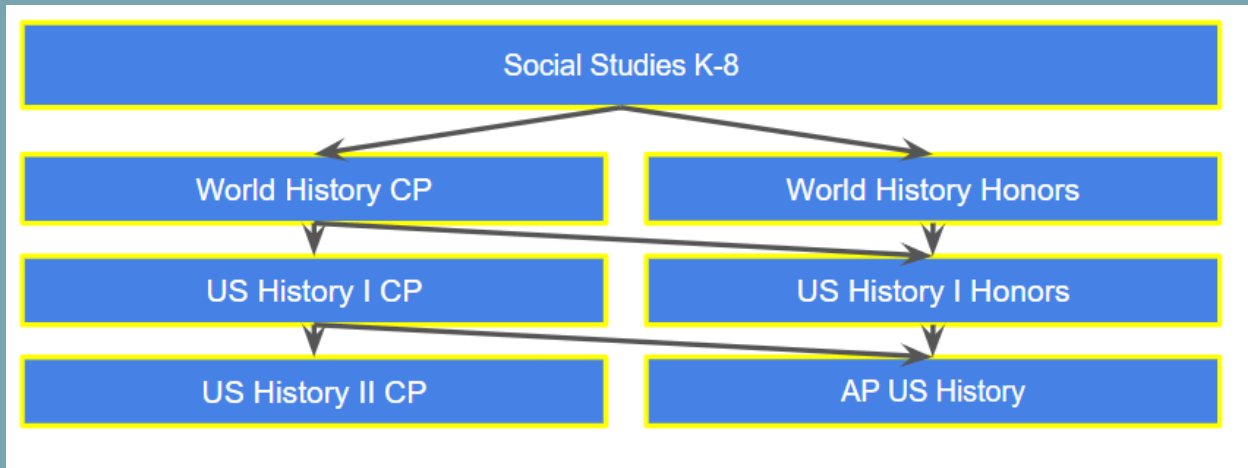 Social Studies K-8
World History CP
World History Honors
US History I CP
US History I Honors
US History II CP
AP US History